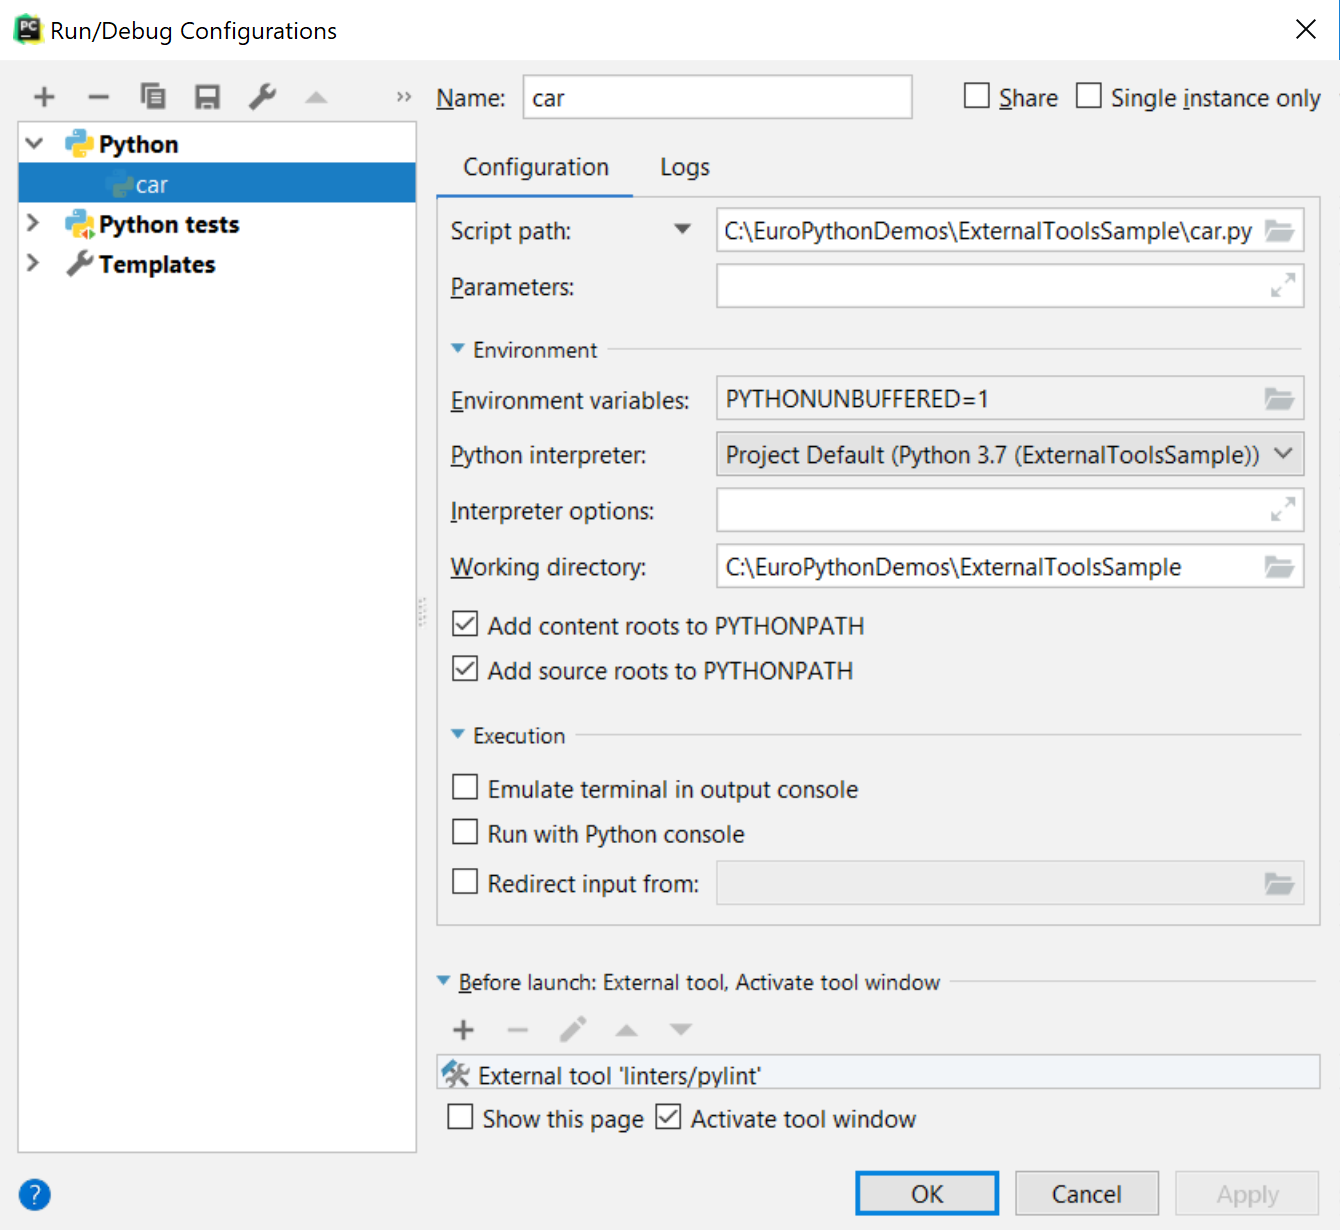 PC Run/Debug Configurations
Name: car Share Single instance only
Python
car
Python tests
Templates
Configuration Logs
Script path: C:\EuroPythonDemos\ExternalToolsSample\car.py
Parameters:
Environment
Environment variables: PYTHONUNBUFFERED=1
Python interpreter: Project Default (Python 3.7 (ExternalToolsSample))
Interpreter options:
Working directory: C:\EuroPythonDemos\ExternalToolsSample
Add content roots to PYTHONPATH
Add source roots to PYTHONPATH
Execution
Emulate terminal in output console
Run with Python console
Redirect input from:
Before launch: External tool, Activate tool window
External tool 'linters/pylint'
Show this page Activate tool window
? OK Cancel Apply